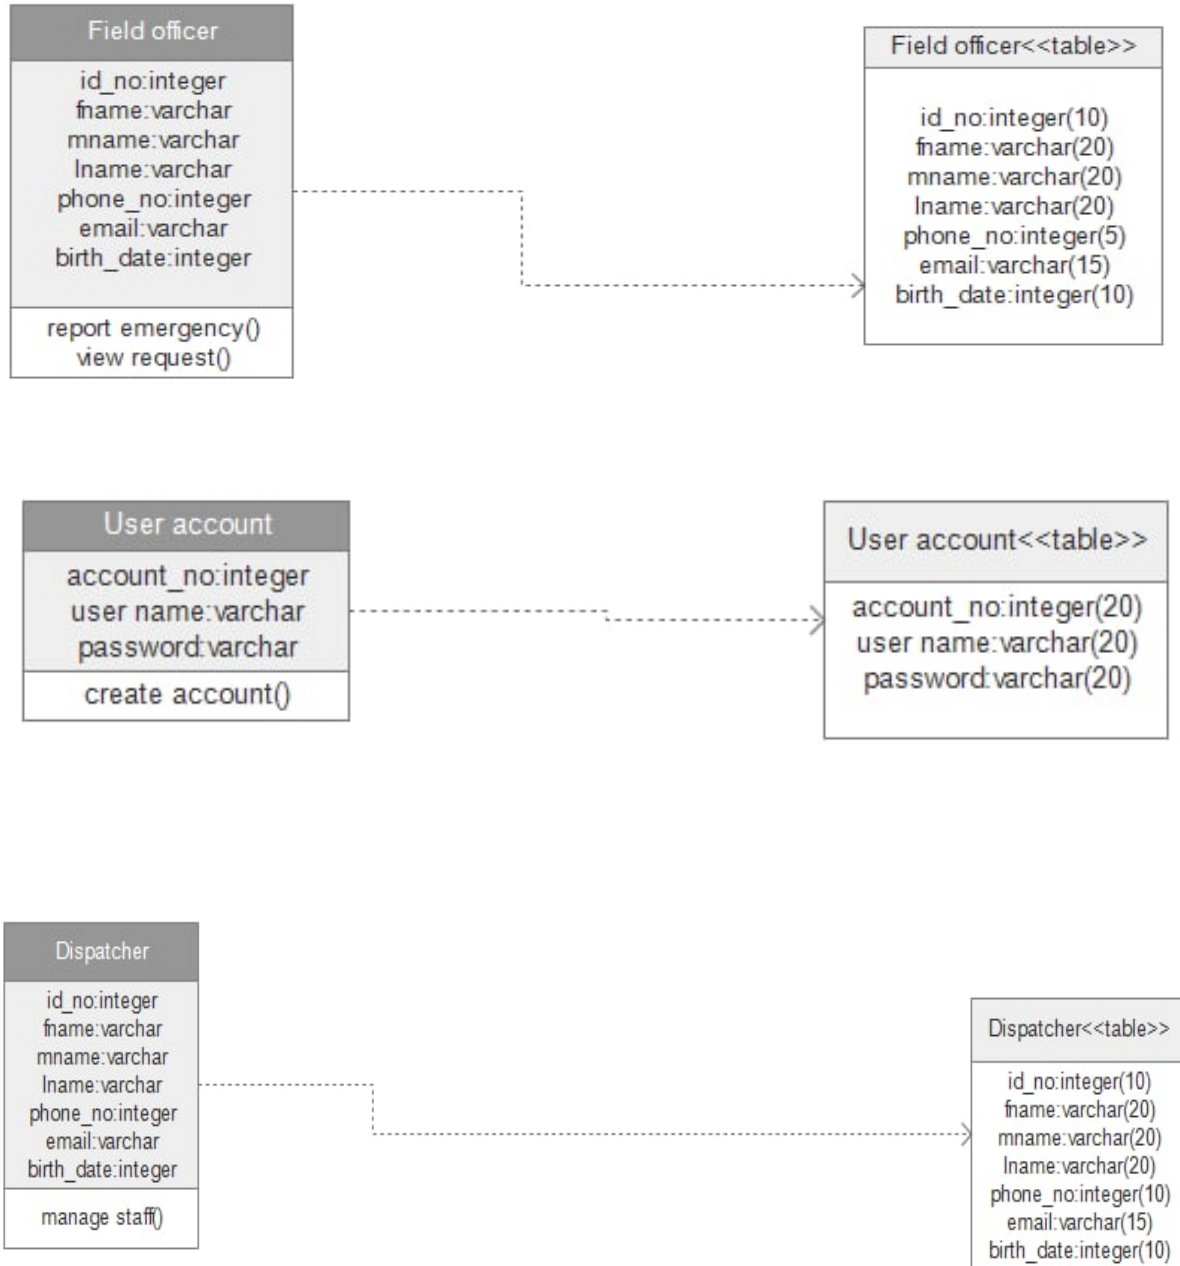 Field officer
id_no:integer
fname:varchar
mname:varchar
lname:varchar
phone_no:integer
email:varchar
birth_date:integer
report emergency()
view request()
Field officer<<table>>
id_no:integer(10)
fname:varchar(20)
mname:varchar(20)
lname:varchar(20)
phone_no:integer(5)
email:varchar(15)
birth_date:integer(10)
User account
account_no:integer
user name:varchar
password:varchar
create account()
User account<<table>>
account_no:integer(20)
user name:varchar(20)
password:varchar(20)
Dispatcher
id_no:integer
fname:varchar
mname:varchar
lname:varchar
phone_no:integer
email:varchar
birth_date:integer
manage staff()
Dispatcher<<table>>
id_no:integer(10)
fname:varchar(20)
mname:varchar(20)
lname:varchar(20)
phone_no:integer(10)
email:varchar(15)
birth_date:integer(10)